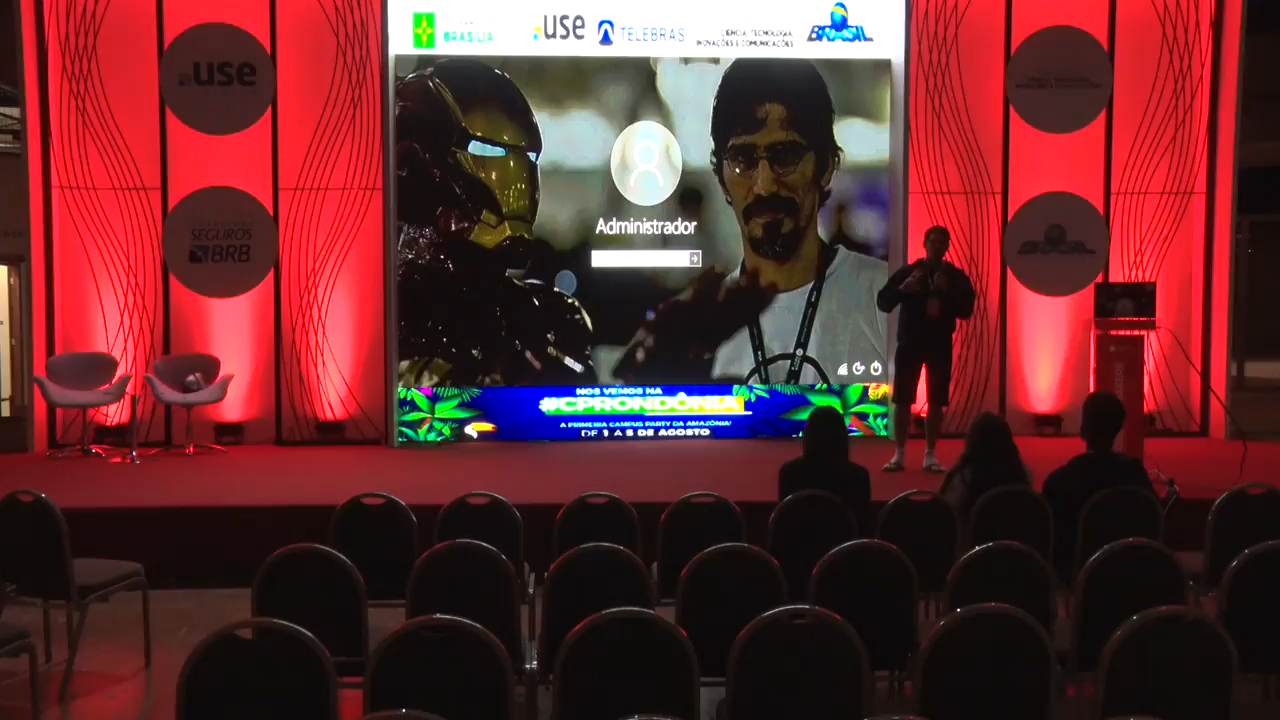 BRASÍLIA
USE
TELEBRAS
CIÊNCIA, TECNOLOGIA,
INOVAÇÕES E COMUNICAÇÕES
BRASIL
USE
SEGUROS
BRB
BRASIL
Administrador
NOS VEMOS NA
#CPRONDÔNIA
A PRIMEIRA CAMPUS PARTY DA AMAZÔNIA!
DE 1 A 5 DE AGOSTO